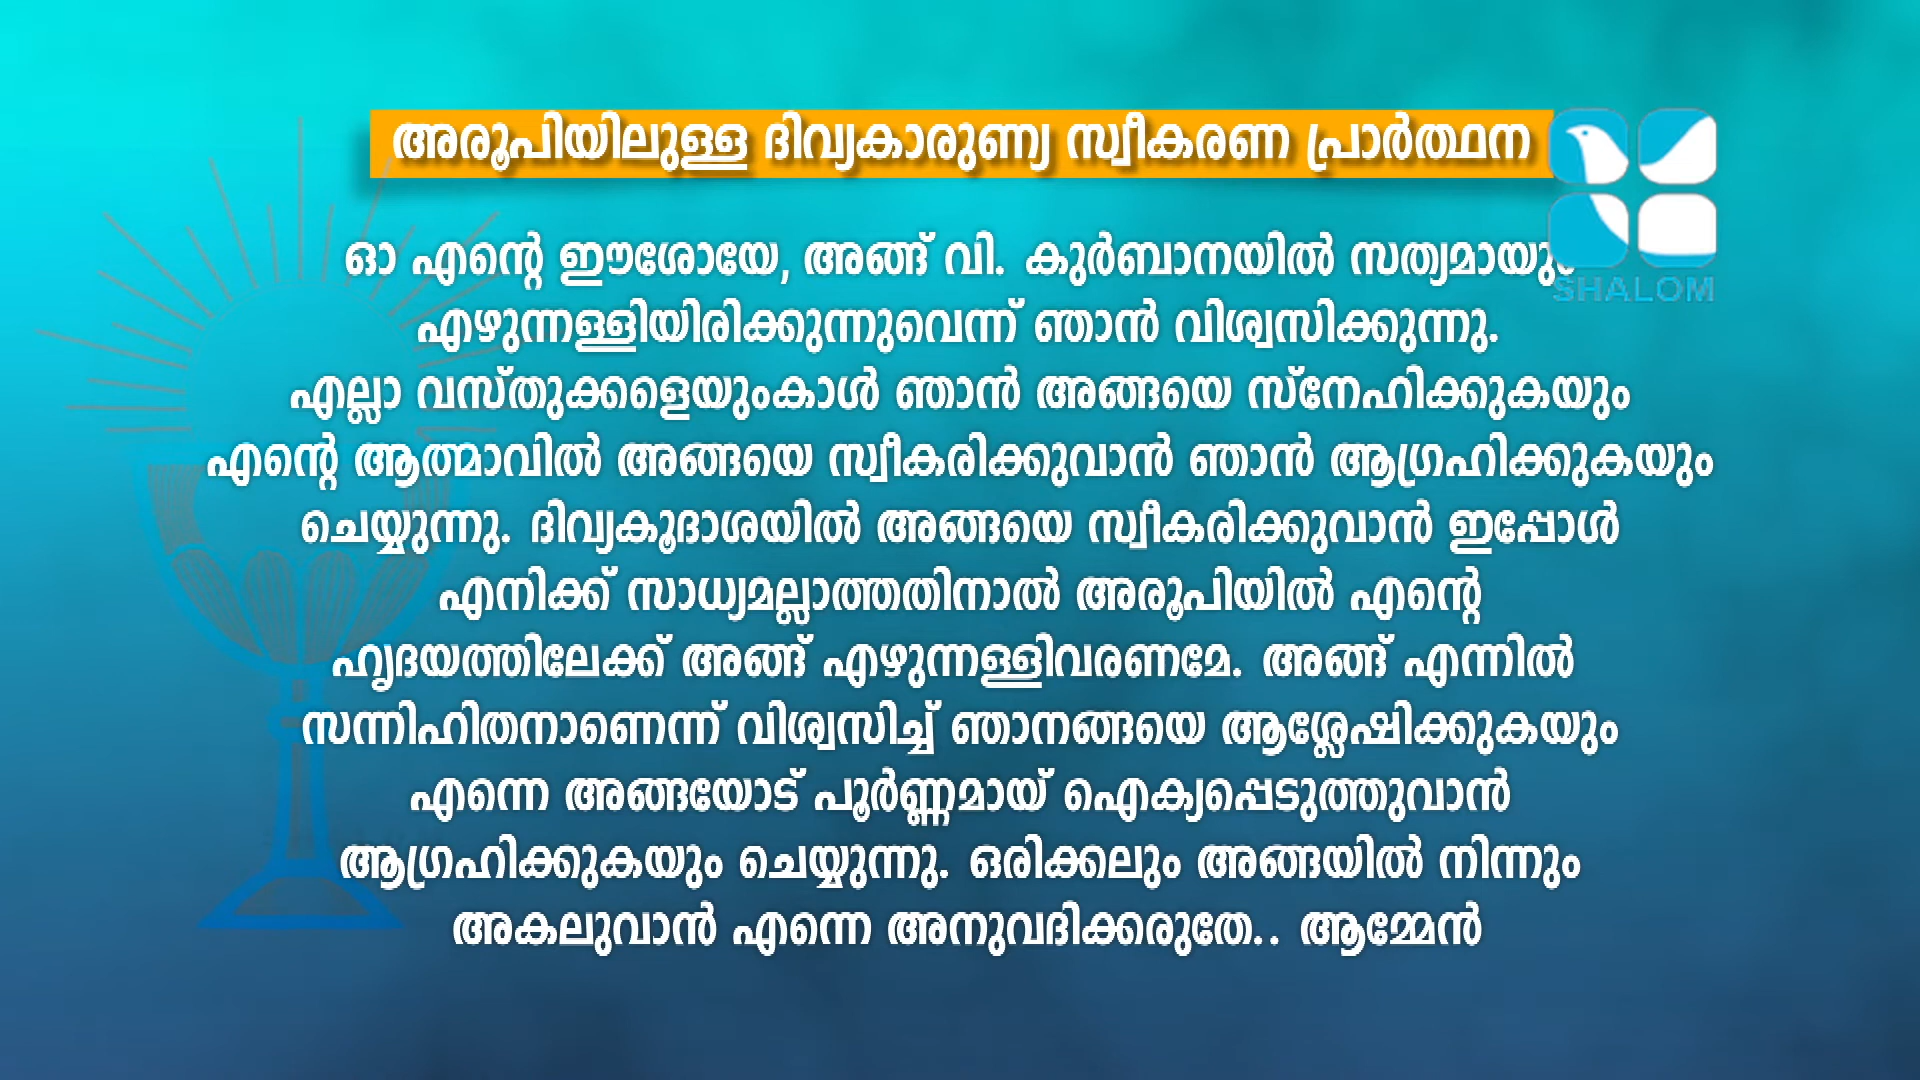 അരൂപിയിലുള്ള ദിവ്യകാരുണ്യ സ്വീകരണ പ്രാർത്ഥന
ഓ എന്റെ ഈശോയേ, അങ്ങ് വി. കുർബാനയിൽ സത്യമായും
എഴുന്നള്ളിയിരിക്കുന്നുവെന്ന് ഞാൻ വിശ്വസിക്കുന്നു.
എല്ലാ വസ്തുക്കളെയുംകാൾ ഞാൻ അങ്ങയെ സ്നേഹിക്കുകയും
എന്റെ ആത്മാവിൽ അങ്ങയെ സ്വീകരിക്കുവാൻ ഞാൻ ആഗ്രഹിക്കുകയും
ചെയ്യുന്നു. ദിവ്യകൂദാശയിൽ അങ്ങയെ സ്വീകരിക്കുവാൻ ഇപ്പോൾ
എനിക്ക് സാധ്യമല്ലാത്തതിനാൽ അരൂപിയിൽ എന്റെ
ഹൃദയത്തിലേക്ക് അങ്ങ് എഴുന്നള്ളിവരണമേ. അങ്ങ് എന്നിൽ
സന്നിഹിതനാണെന്ന് വിശ്വസിച്ച് ഞാനങ്ങയെ ആശ്ലേഷിക്കുകയും
എന്നെ അങ്ങയോട് പൂർണ്ണമായ് ഐക്യപ്പെടുത്തുവാൻ
ആഗ്രഹിക്കുകയും ചെയ്യുന്നു. ഒരിക്കലും അങ്ങയിൽ നിന്നും
അകലുവാൻ എന്നെ അനുവദിക്കരുതേ.. ആമ്മേൻ
SHALOM